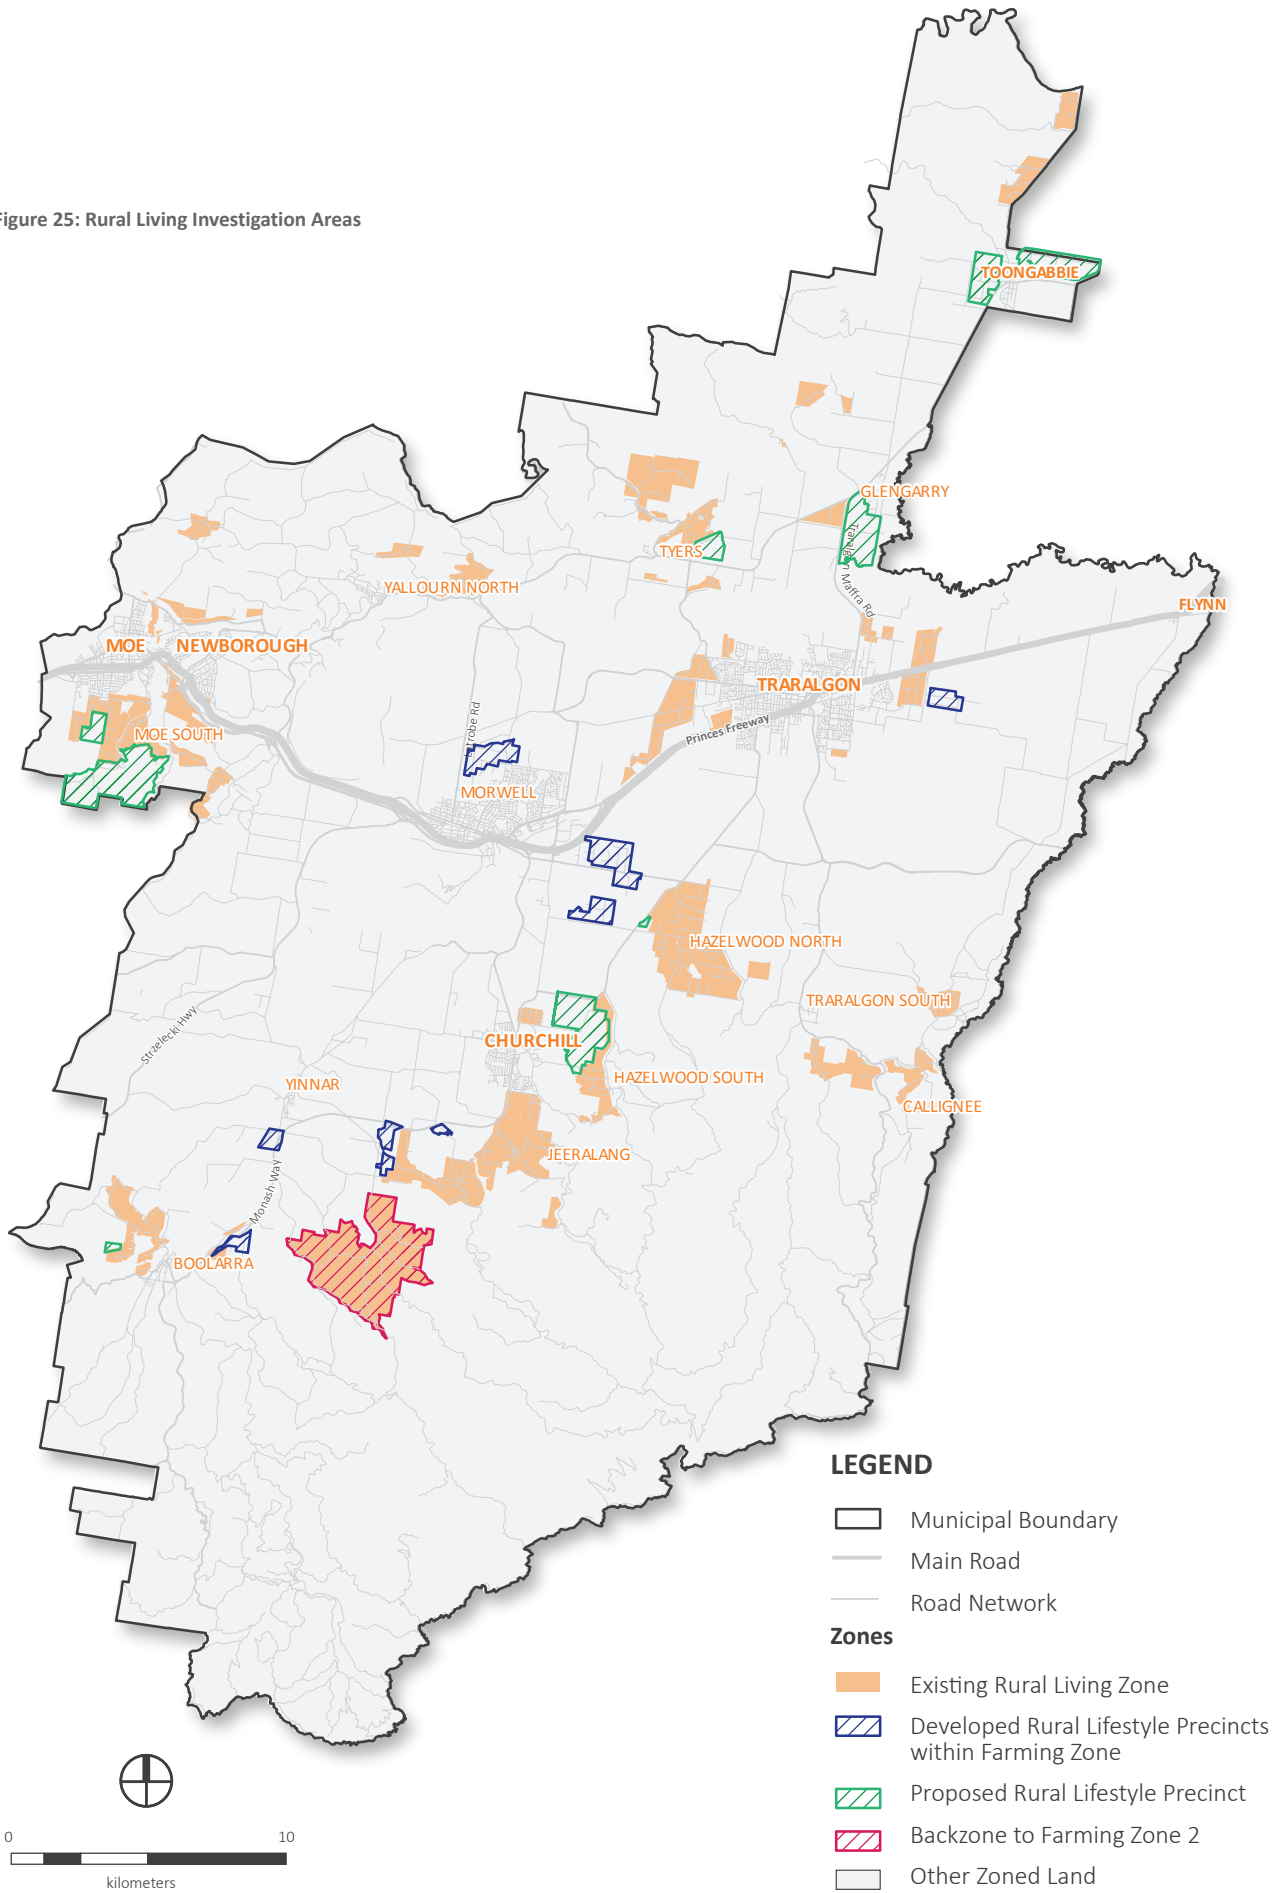 Figure 25: Rural Living Investigation Areas
TOONGABBIE
GLENGARRY
TYERS
Traralgon Maffra Rd
YALLOURN NORTH
FLYNN
MOE
NEWBOROUGH
TRARALGON
Princes Freeway
MOE SOUTH
Latrobe Rd
MORWELL
HAZELWOOD NORTH
TRARALGON SOUTH
Strzelecki Hwy
CHURCHILL
HAZELWOOD SOUTH
YINNAR
CALLIGNEE
JEERALANG
Monash Way
BOOLARRA
LEGEND
Municipal Boundary
Main Road
Road Network
Zones
Existing Rural Living Zone
Developed Rural Lifestyle Precincts
within Farming Zone
Proposed Rural Lifestyle Precinct
Backzone to Farming Zone 2
Other Zoned Land
0 10
kilometers